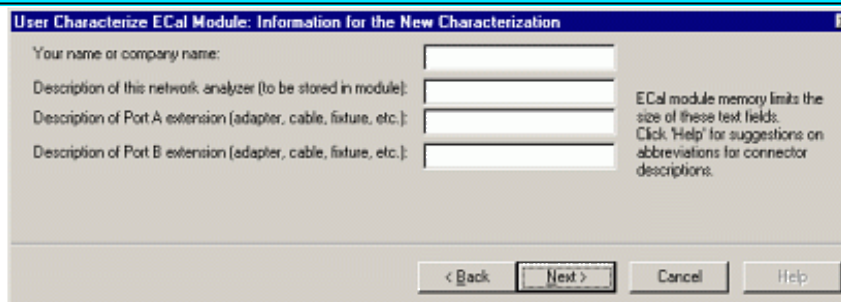 User Characterize ECal Module: Information for the New Characterization
Your name or company name:
Description of this network analyzer (to be stored in module):
Description of Port A extension (adapter, cable, fixture, etc.):
Description of Port B extension (adapter, cable, fixture, etc.):
ECal module memory limits the
size of these text fields.
Click 'Help' for suggestions on
abbreviations for connector
descriptions.
< Back Next > Cancel Help